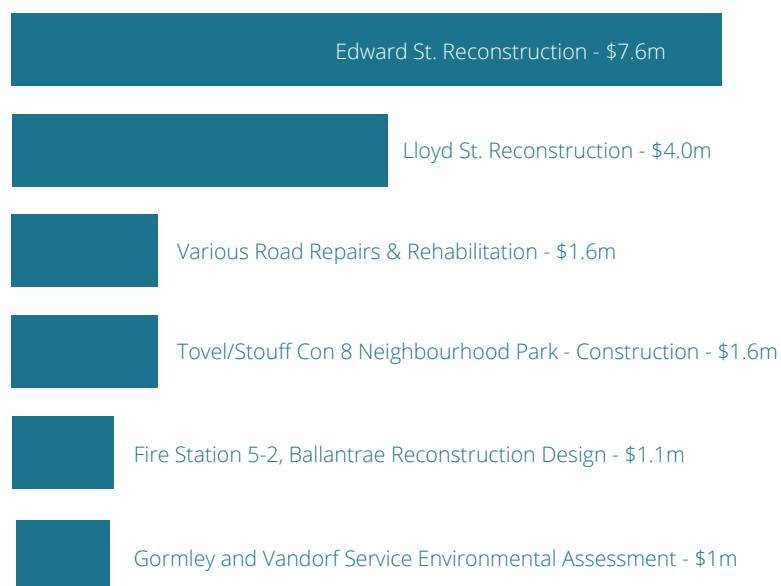 Edward St. Reconstruction - $7.6m
Lloyd St. Reconstruction - $4.0m
Various Road Repairs & Rehabilitation - $1.6m
Tovel/Stouff Con 8 Neighbourhood Park - Construction - $1.6m
Fire Station 5-2, Ballantrae Reconstruction Design - $1.1m
Gormley and Vandorf Service Environmental Assessment - $1m